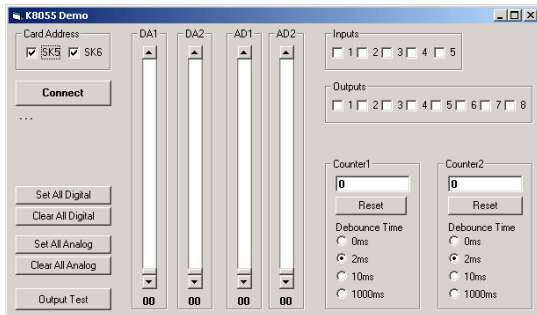 K8055 Demo
Card Address
SK5 SK6
Connect
...
Set All Digital
Clear All Digital
Set All Analog
Clear All Analog
Output Test
DA1 DA2 AD1 AD2
00 00 00 00
Inputs
1 2 3 4 5
Outputs
1 2 3 4 5 6 7 8
Counter1
0
Reset
Debounce Time
0ms
2ms
10ms
1000ms
Counter2
0
Reset
Debounce Time
0ms
2ms
10ms
1000ms